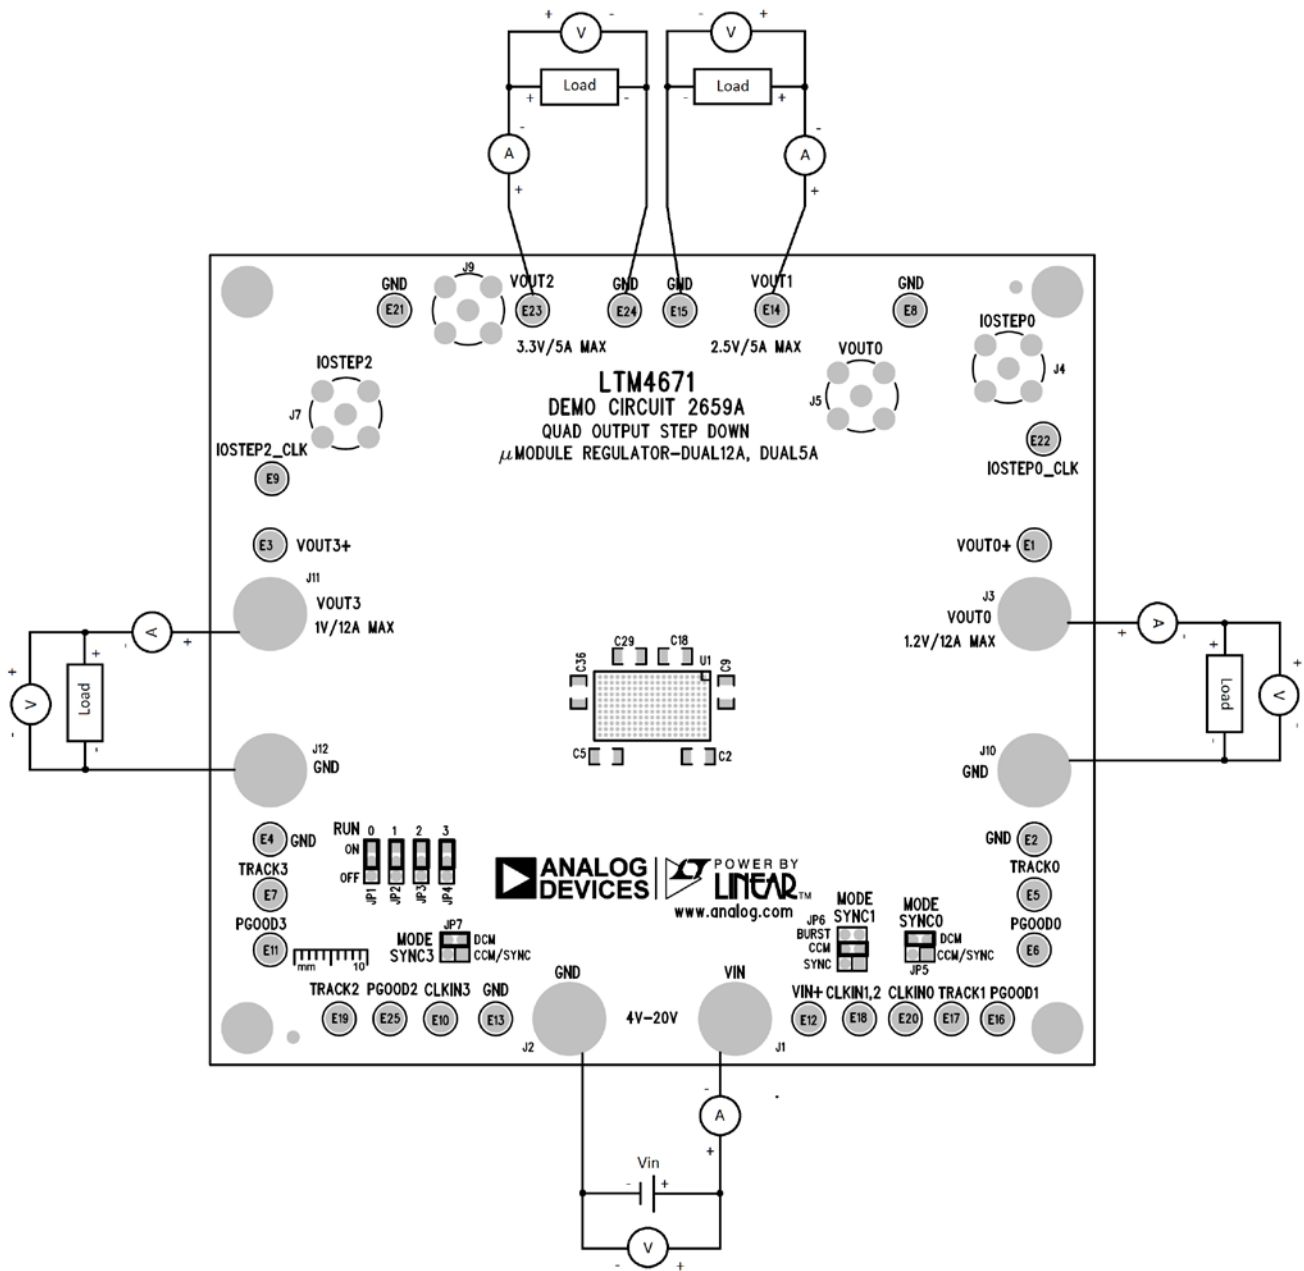 + V - - V +
+ Load - - Load +
- A + - A +
J9
GND VOUT2 GND GND VOUT1 GND
E21 E23 E24 E15 E14 E8
IOSTEP0
3.3V/5A MAX 2.5V/5A MAX VOUT0
IOSTEP2
J4
LTM4671
J7 DEMO CIRCUIT 2659A J5
QUAD OUTPUT STEP DOWN
E22
IOSTEP2_CLK μMODULE REGULATOR-DUAL12A, DUAL5A
IOSTEP0_CLK
E9
E3 VOUT3+ VOUT0+ E1
J11 J3
VOUT3 VOUT0
1V/12A MAX 1.2V/12A MAX
- A + + A -
+ V - + Load -
+ Load - + V -
C29 C18
C36 U1 C9
C5 C2
J12 J10
GND GND
RUN 0 1 2 3
E4 GND GND E2
ON
OFF
JP1 JP2 JP3 JP4
TRACK3 TRACK0
E7 E5
ANALOG DEVICES
POWER BY
LINEAR TM
www.analog.com
PGOOD3 PGOOD0
E11 E6
mm 10
JP7
MODE SYNC3
DCM
CCM/SYNC
MODE SYNC1
JP6
BURST
CCM
SYNC
MODE SYNC0
DCM
CCM/SYNC
JP5
GND VIN
TRACK2 PGOOD2 CLKIN3 GND
E19 E25 E10 E13
4V-20V
VIN+ CLKIN1,2 CLKIN0 TRACK1 PGOOD1
E12 E18 E20 E17 E16
J2 J1
- A +
Vin
- +
- V +